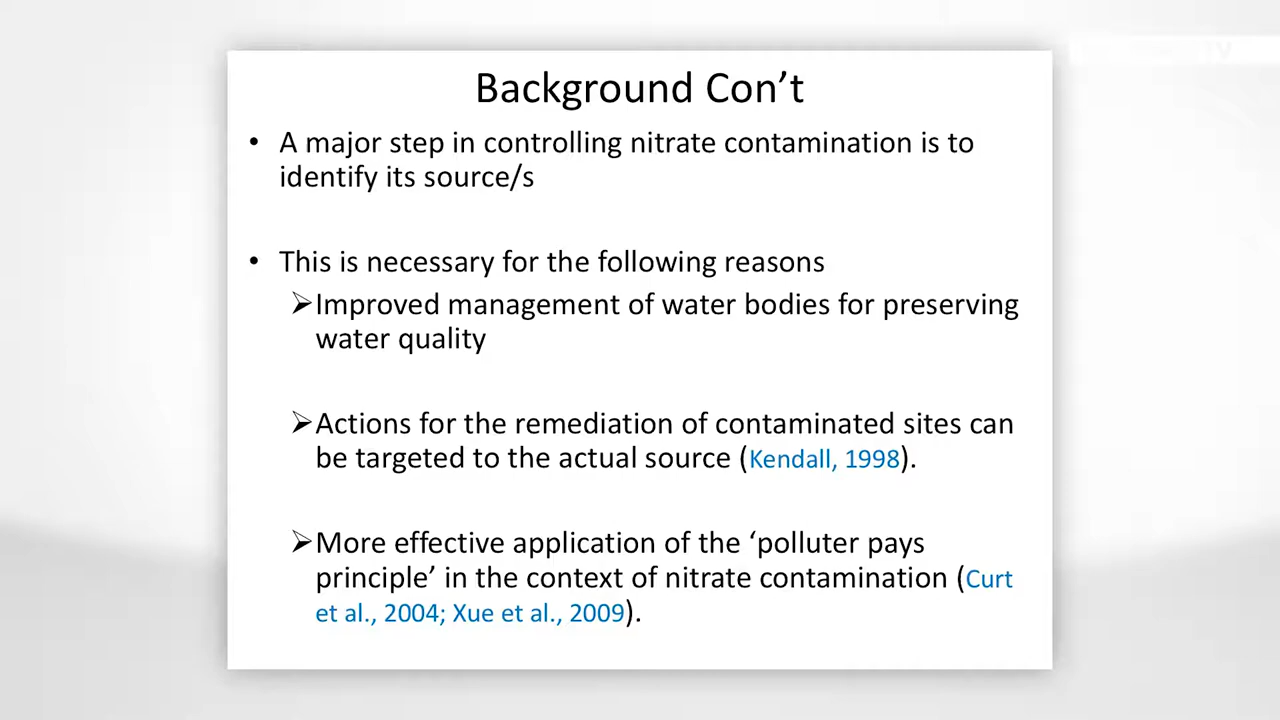 Background Con’t
• A major step in controlling nitrate contamination is to
identify its source/s
• This is necessary for the following reasons
➢Improved management of water bodies for preserving
water quality
➢Actions for the remediation of contaminated sites can
be targeted to the actual source (Kendall, 1998).
➢More effective application of the ‘polluter pays
principle’ in the context of nitrate contamination (Curt
et al., 2004; Xue et al., 2009).